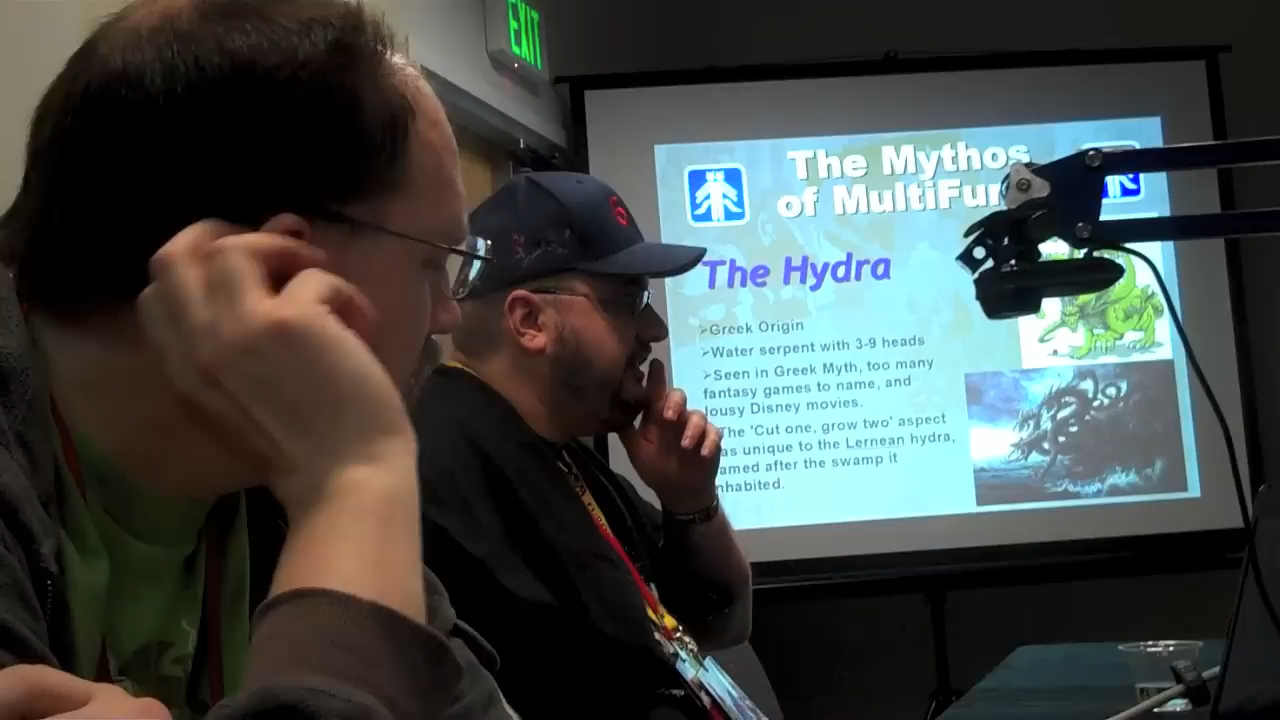 EXIT
The Mythos
of MultiFur
The Hydra
➢Greek Origin
➢Water serpent with 3-9 heads
➢Seen in Greek Myth, too many
fantasy games to name, and
lousy Disney movies.
The 'Cut one, grow two' aspect
as unique to the Lernean hydra,
amed after the swamp it
nhabited.
6